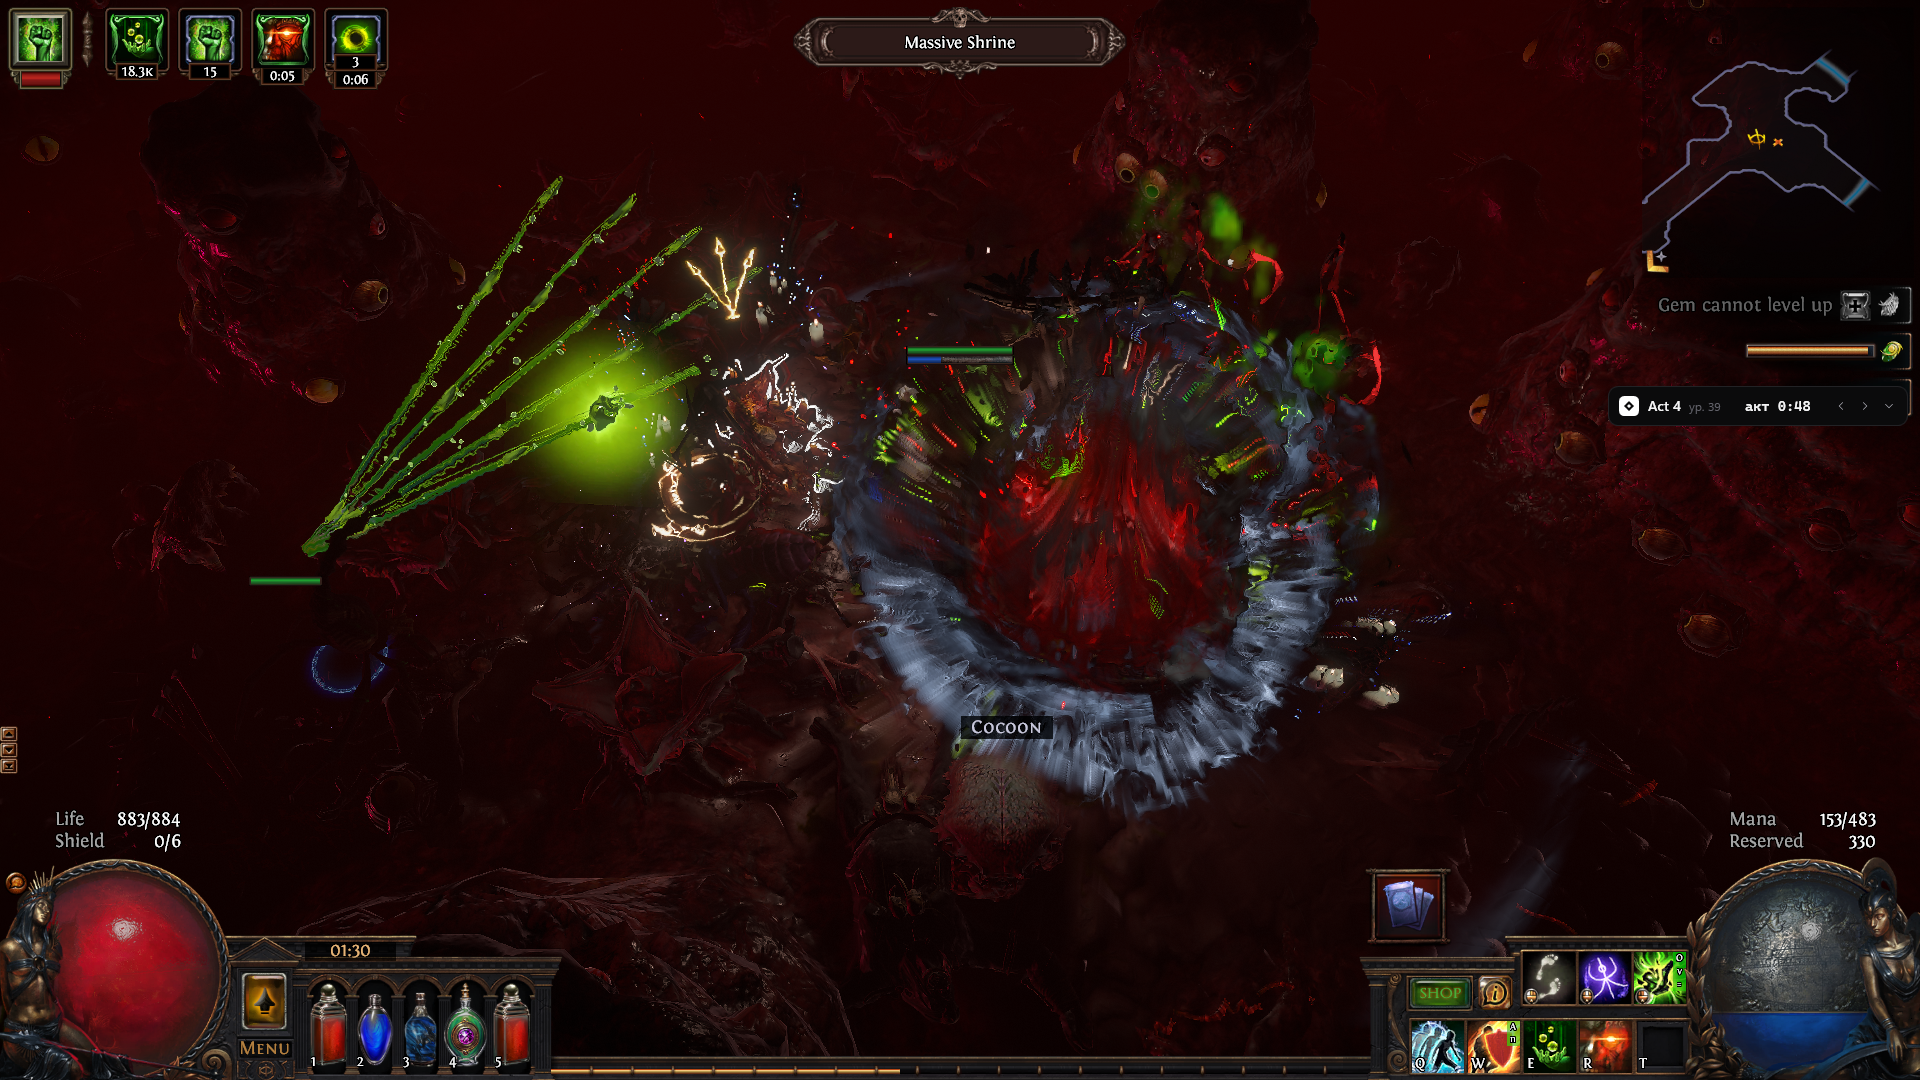 Massive Shrine
18.3K
15
0:05
3
0:06
Gem cannot level up
Act 4 ур. 39 акт 0:48
Cocoon
Life 883/884
Shield 0/6
Mana 153/483
Reserved 330
01:30
Menu
1 2 3 4 5
SHOP
Q W E R T